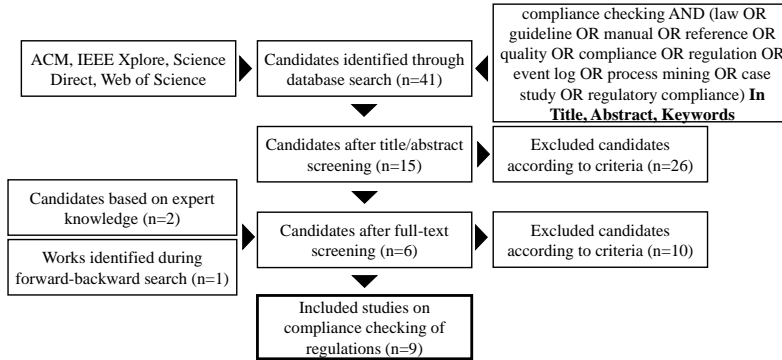 ACM, IEEE Xplore, Science
Direct, Web of Science
Candidates identified through
database search (n=41)
compliance checking AND (law OR
guideline OR manual OR reference OR
quality OR compliance OR regulation OR
event log OR process mining OR case
study OR regulatory compliance) In
Title, Abstract, Keywords
Candidates after title/abstract
screening (n=15)
Excluded candidates
according to criteria (n=26)
Candidates based on expert
knowledge (n=2)
Works identified during
forward-backward search (n=1)
Candidates after full-text
screening (n=6)
Excluded candidates
according to criteria (n=10)
Included studies on
compliance checking of
regulations (n=9)